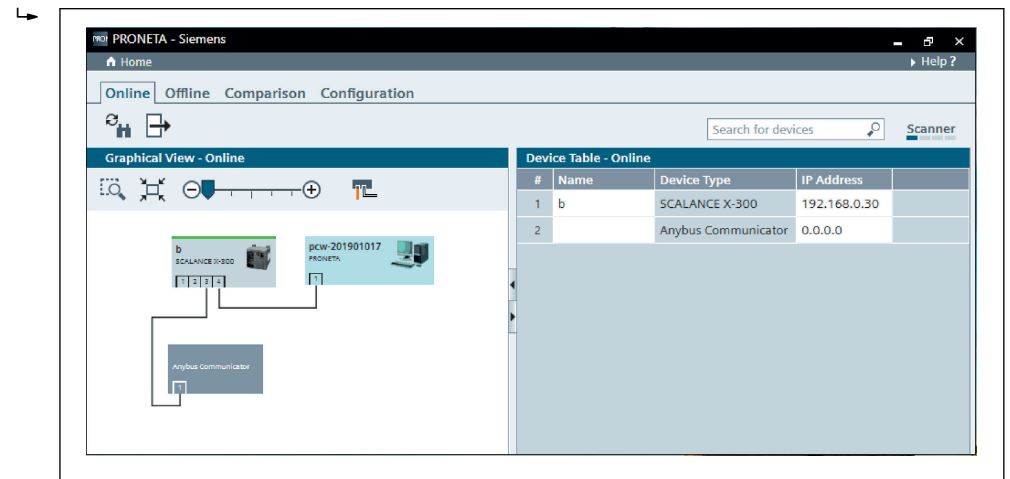 PRONETA - Siemens
Home
Help ?
Online Offline Comparison Configuration
Search for devices
Scanner
Graphical View - Online
Device Table - Online
# Name Device Type IP Address
1 b SCALANCE X-300 192.168.0.30
2 Anybus Communicator 0.0.0.0
b
SCALANCE X-300
1 2 3 4
pcw-201901017
PRONETA
1
Anybus Communicator
1